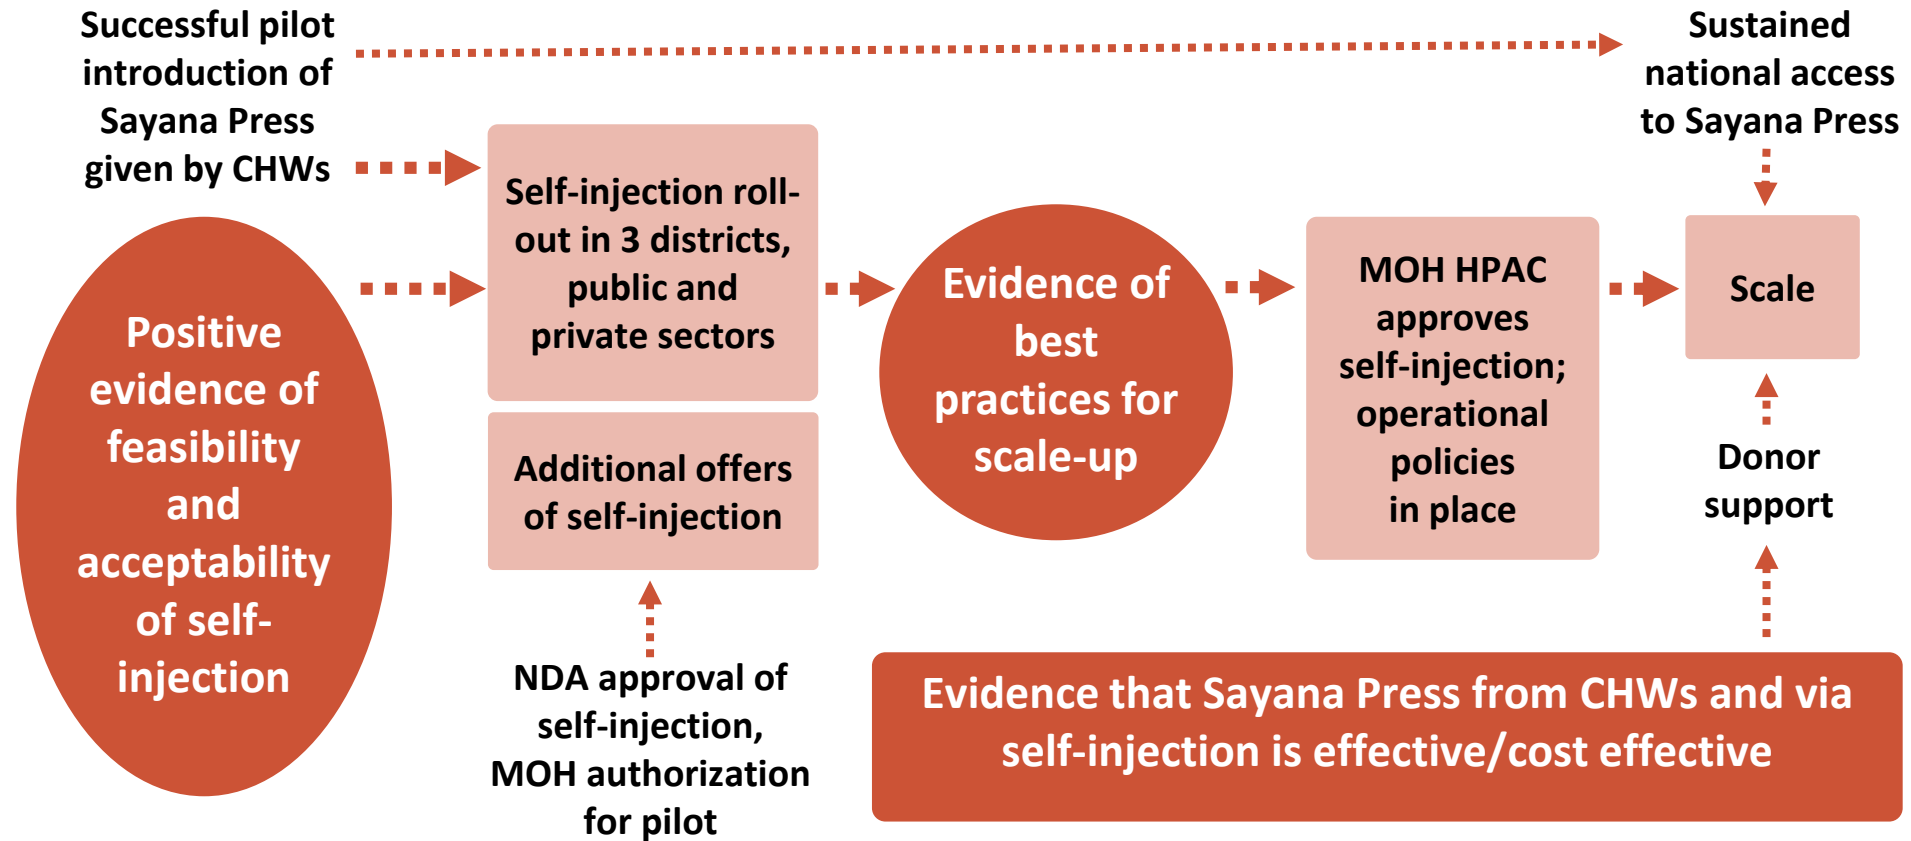 Successful pilot
introduction of
Sayana Press
given by CHWs
Sustained
national access
to Sayana Press
Positive
evidence of
feasibility
and
acceptability
of self-
injection
Self-injection roll-
out in 3 districts,
public and
private sectors
Additional offers
of self-injection
NDA approval of
self-injection,
MOH authorization
for pilot
Evidence of
best
practices for
scale-up
MOH HPAC
approves
self-injection;
operational
policies
in place
Scale
Donor
support
Evidence that Sayana Press from CHWs and via
self-injection is effective/cost effective